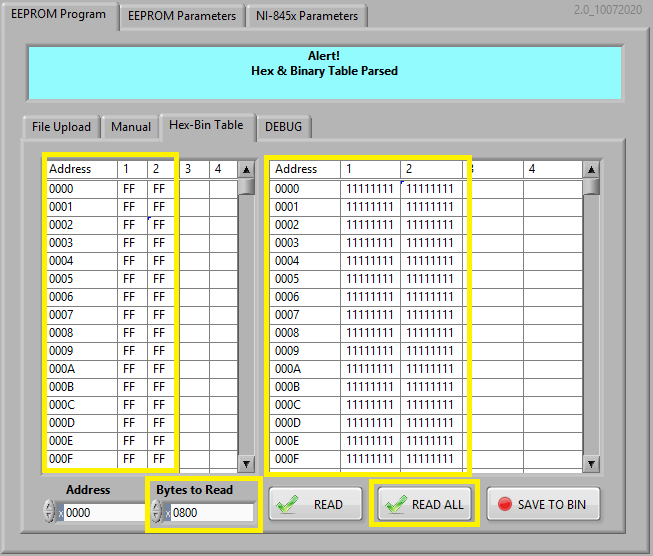 EEPROM Program EEPROM Parameters NI-845x Parameters 2.0_10072020
Alert!
Hex & Binary Table Parsed
File Upload Manual Hex-Bin Table DEBUG
Address 1 2 3 4 Address 1 2 3 4
0000 FF FF 0000 11111111 11111111
0001 FF FF 0001 11111111 11111111
0002 FF FF 0002 11111111 11111111
0003 FF FF 0003 11111111 11111111
0004 FF FF 0004 11111111 11111111
0005 FF FF 0005 11111111 11111111
0006 FF FF 0006 11111111 11111111
0007 FF FF 0007 11111111 11111111
0008 FF FF 0008 11111111 11111111
0009 FF FF 0009 11111111 11111111
000A FF FF 000A 11111111 11111111
000B FF FF 000B 11111111 11111111
000C FF FF 000C 11111111 11111111
000D FF FF 000D 11111111 11111111
000E FF FF 000E 11111111 11111111
000F FF FF 000F 11111111 11111111
Address Bytes to Read
x 0000 x 0800 READ READ ALL SAVE TO BIN